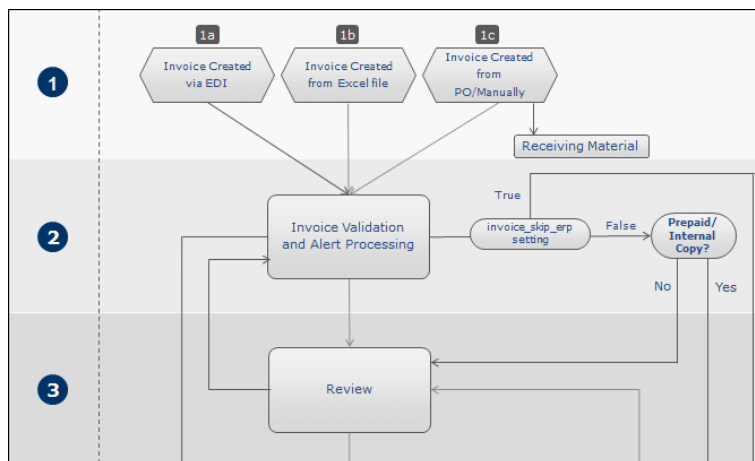 1a
1b
1c
Invoice Created
via EDI
Invoice Created
from Excel file
Invoice Created
from
PO/Manually
1
Receiving Material
True
2
Invoice Validation
and Alert Processing
invoice_skip_erp
setting
False
Prepaid/
Internal
Copy?
No
Yes
3
Review